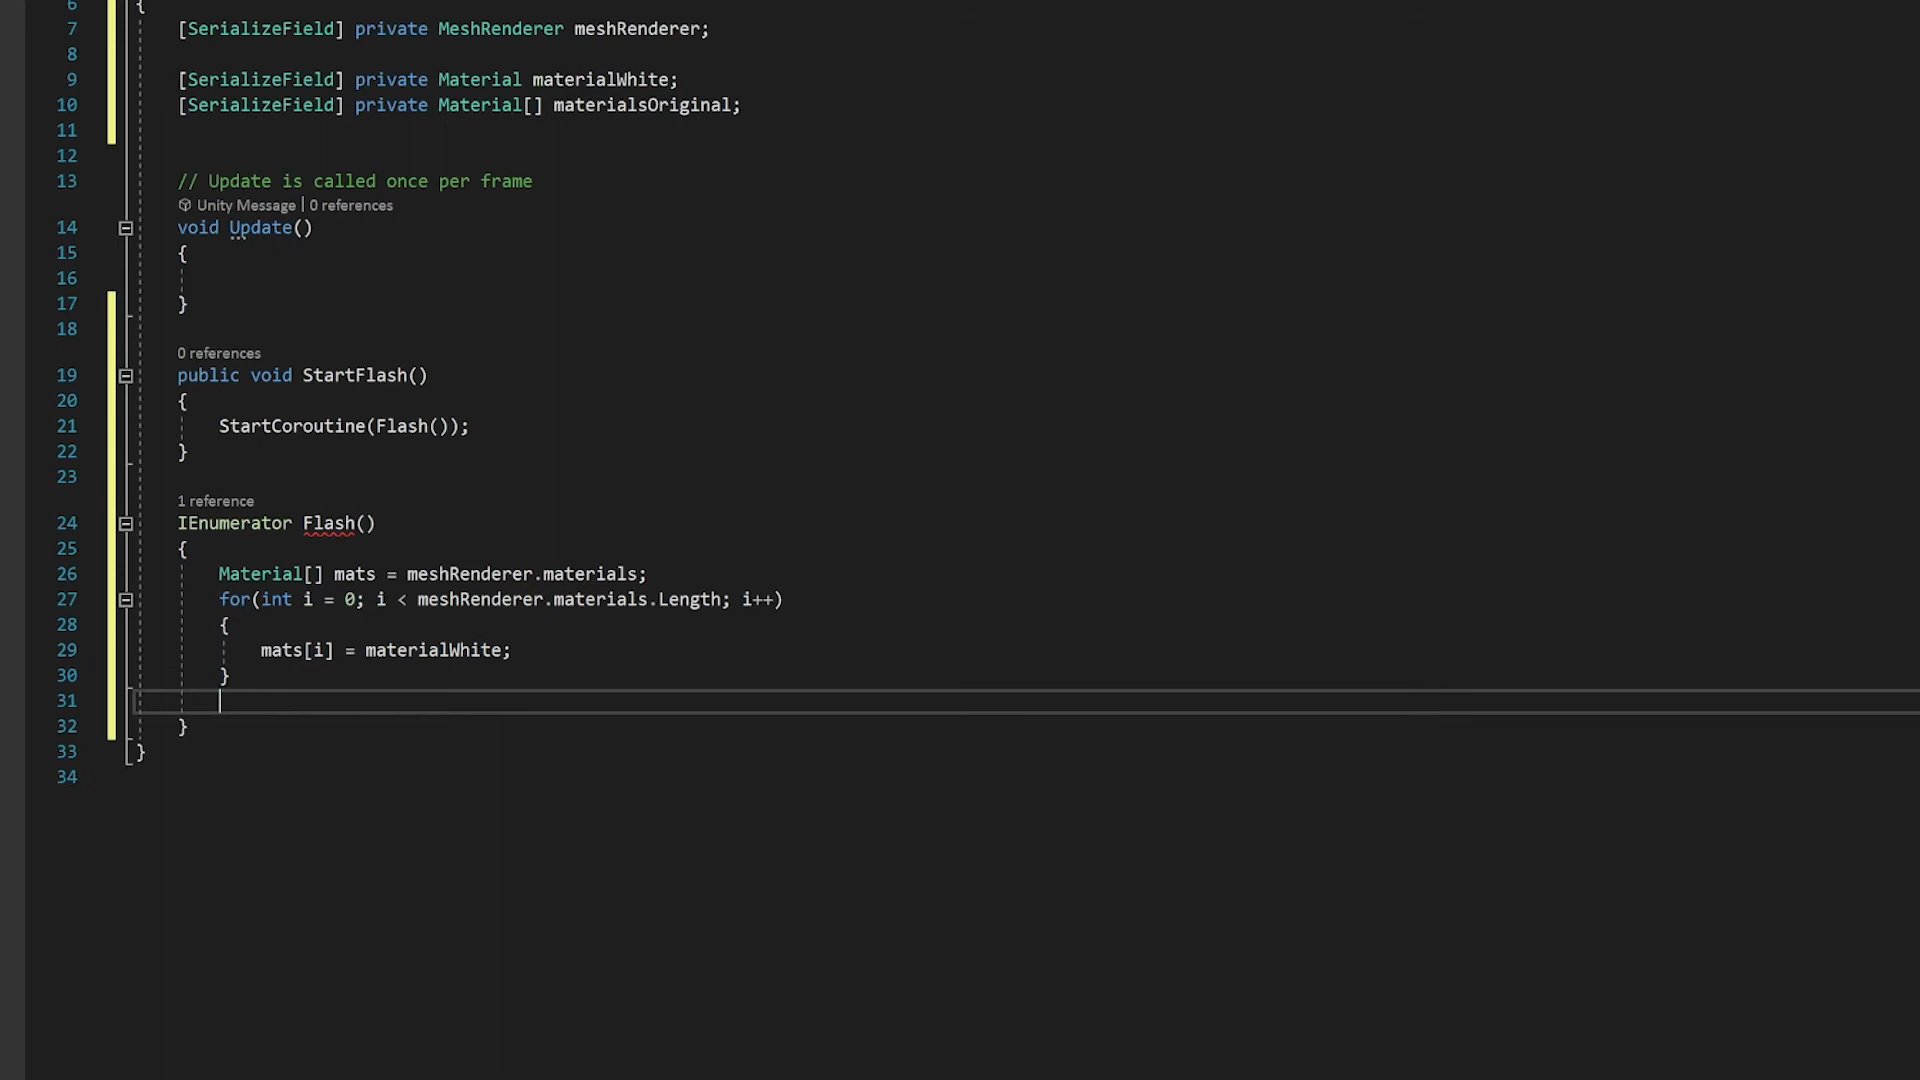 6 {
7 [SerializeField] private MeshRenderer meshRenderer;
8
9 [SerializeField] private Material materialWhite;
10 [SerializeField] private Material[] materialsOriginal;
11
12
13 // Update is called once per frame
Unity Message | 0 references
14 void Update()
15 {
16
17 }
18
0 references
19 public void StartFlash()
20 {
21 StartCoroutine(Flash());
22 }
23
1 reference
24 IEnumerator Flash()
25 {
26 Material[] mats = meshRenderer.materials;
27 for(int i = 0; i < meshRenderer.materials.Length; i++)
28 {
29 mats[i] = materialWhite;
30 }
31
32 }
33 }
34